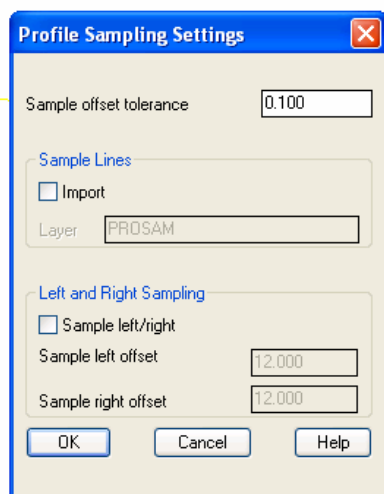 Profile Sampling Settings
Sample offset tolerance 0.100
Sample Lines
Import
Layer PROSAM
Left and Right Sampling
Sample left/right
Sample left offset 12.000
Sample right offset 12.000
OK Cancel Help